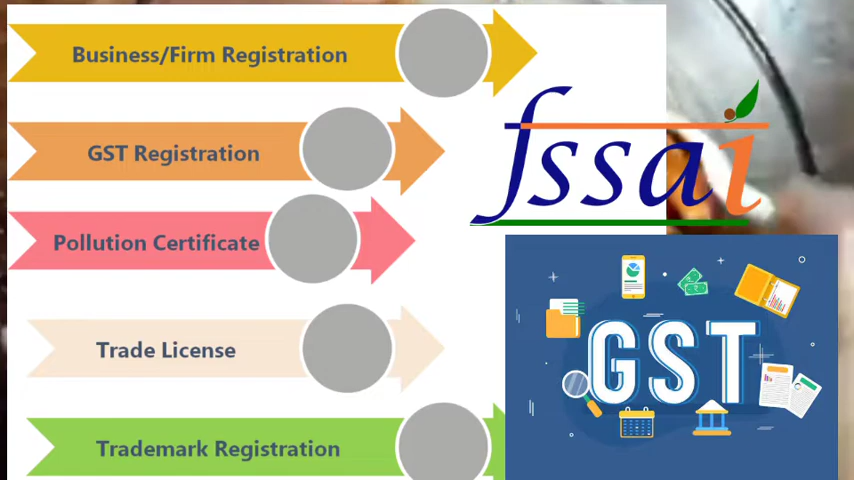 Business/Firm Registration
GST Registration
Pollution Certificate
Trade License
Trademark Registration
fssai
GST